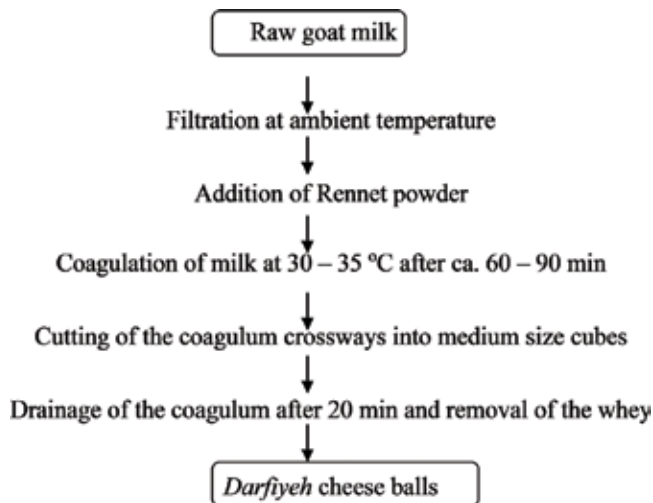 Raw goat milk
Filtration at ambient temperature
Addition of Rennet powder
Coagulation of milk at 30 – 35 ºC after ca. 60 – 90 min
Cutting of the coagulum crossways into medium size cubes
Drainage of the coagulum after 20 min and removal of the whey
Darfiyeh cheese balls